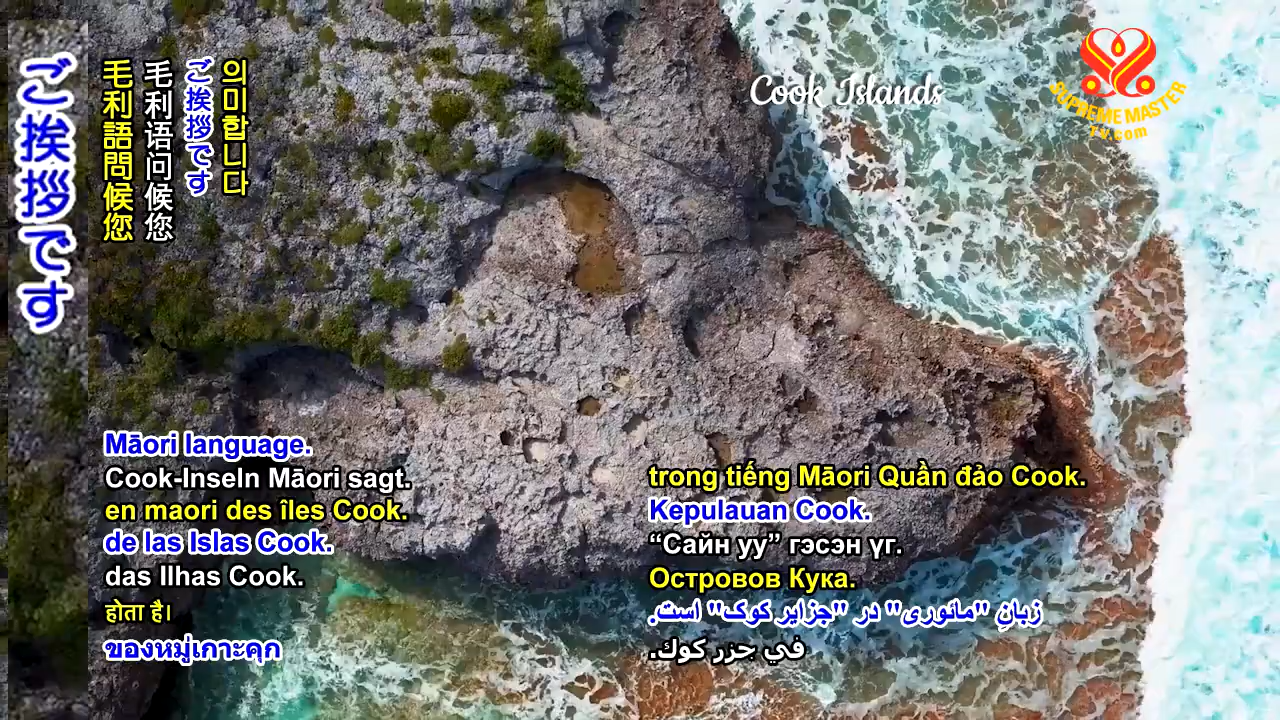 ご挨拶です
毛利語問候您
毛利语问候您
ご挨拶です
의미합니다
Cook Islands
SUPREME MASTER
TV.com
Māori language.
Cook-Inseln Māori sagt.
en maori des îles Cook.
de las Islas Cook.
das Ilhas Cook.
होता है।
ของหมู่เกาะคุก
trong tiếng Māori Quần đảo Cook.
Kepulauan Cook.
“Сайн уу” гэсэн үг.
Островов Кука.
زبانِ "مائوری" در "جزایر کوک" است.
في جزر كوك.